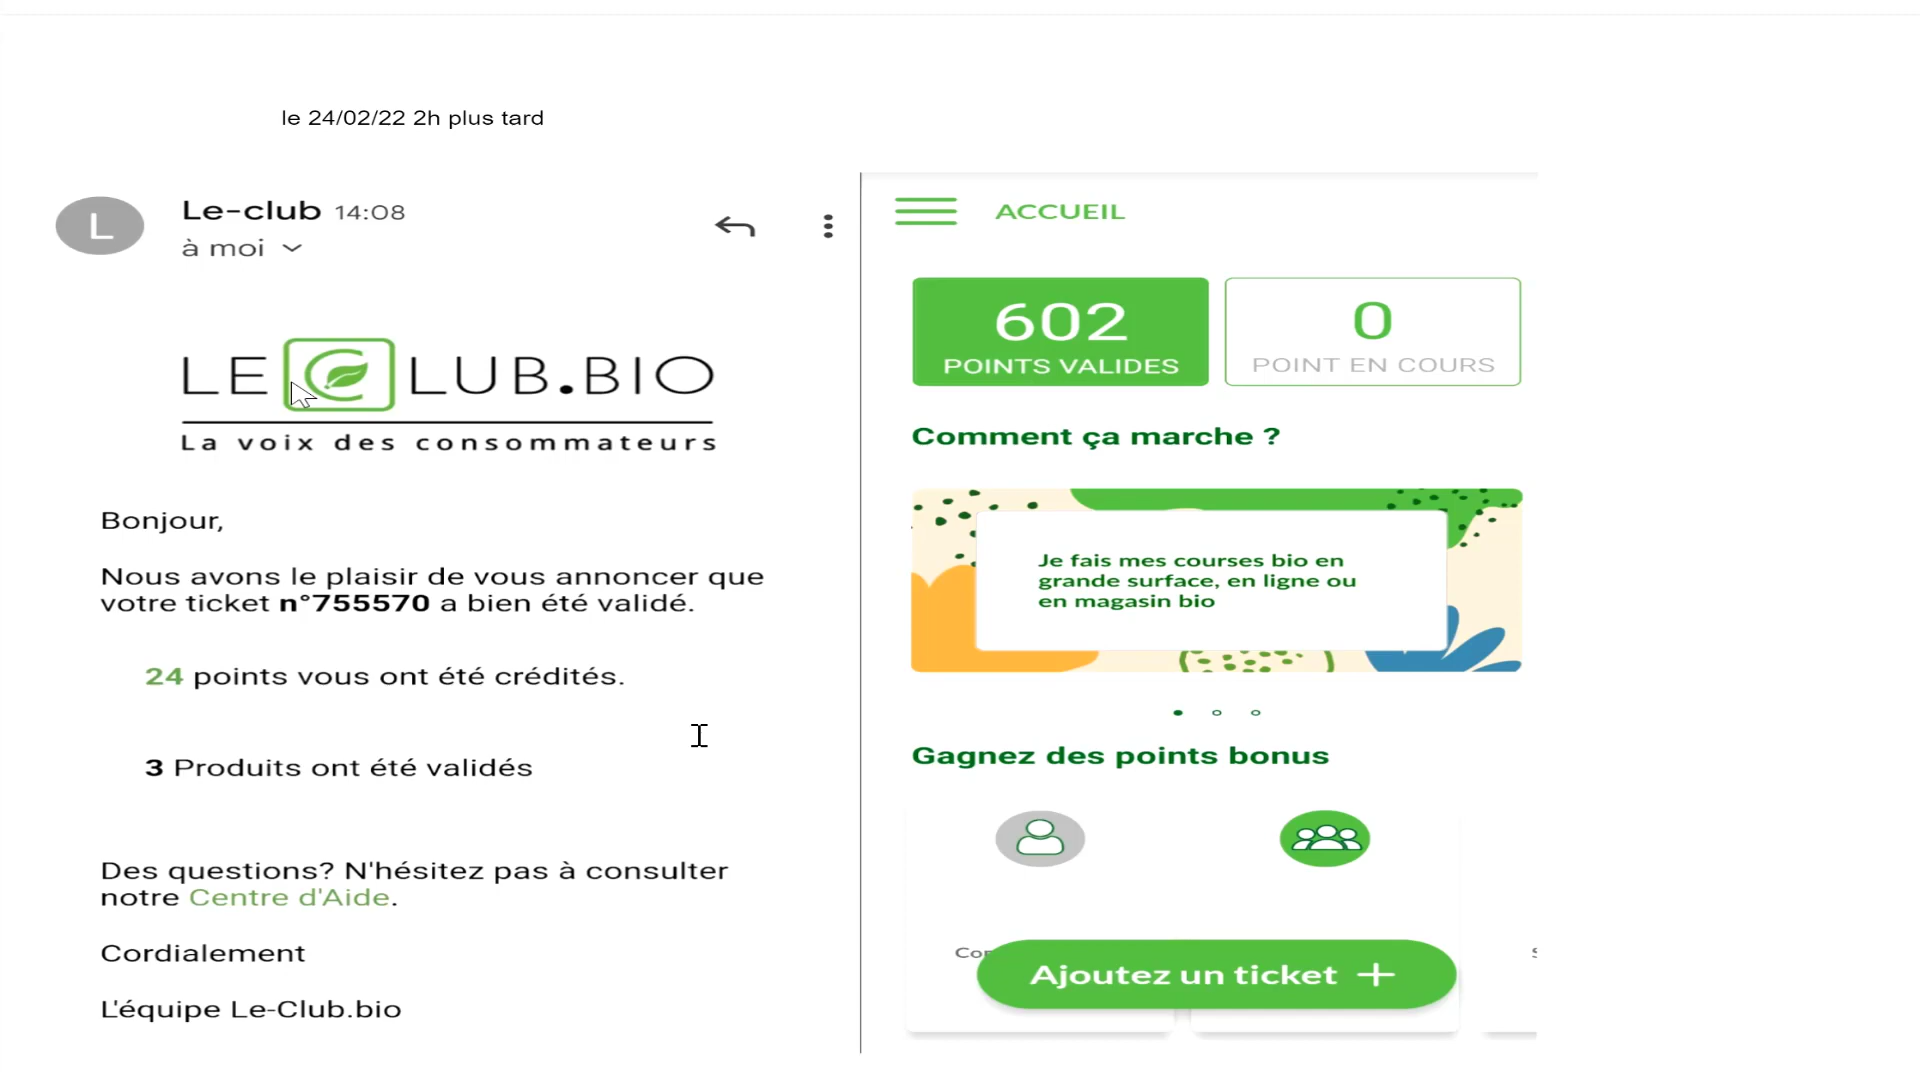 le 24/02/22 2h plus tard
L
Le-club 14:08
à moi
LE CLUB.BIO
La voix des consommateurs
Bonjour,
Nous avons le plaisir de vous annoncer que
votre ticket n°755570 a bien été validé.
24 points vous ont été crédités.
3 Produits ont été validés
Des questions? N'hésitez pas à consulter
notre Centre d'Aide.
Cordialement
L'équipe Le-Club.bio
ACCUEIL
602
POINTS VALIDES
0
POINT EN COURS
Comment ça marche ?
Je fais mes courses bio en
grande surface, en ligne ou
en magasin bio
Gagnez des points bonus
Ajoutez un ticket +